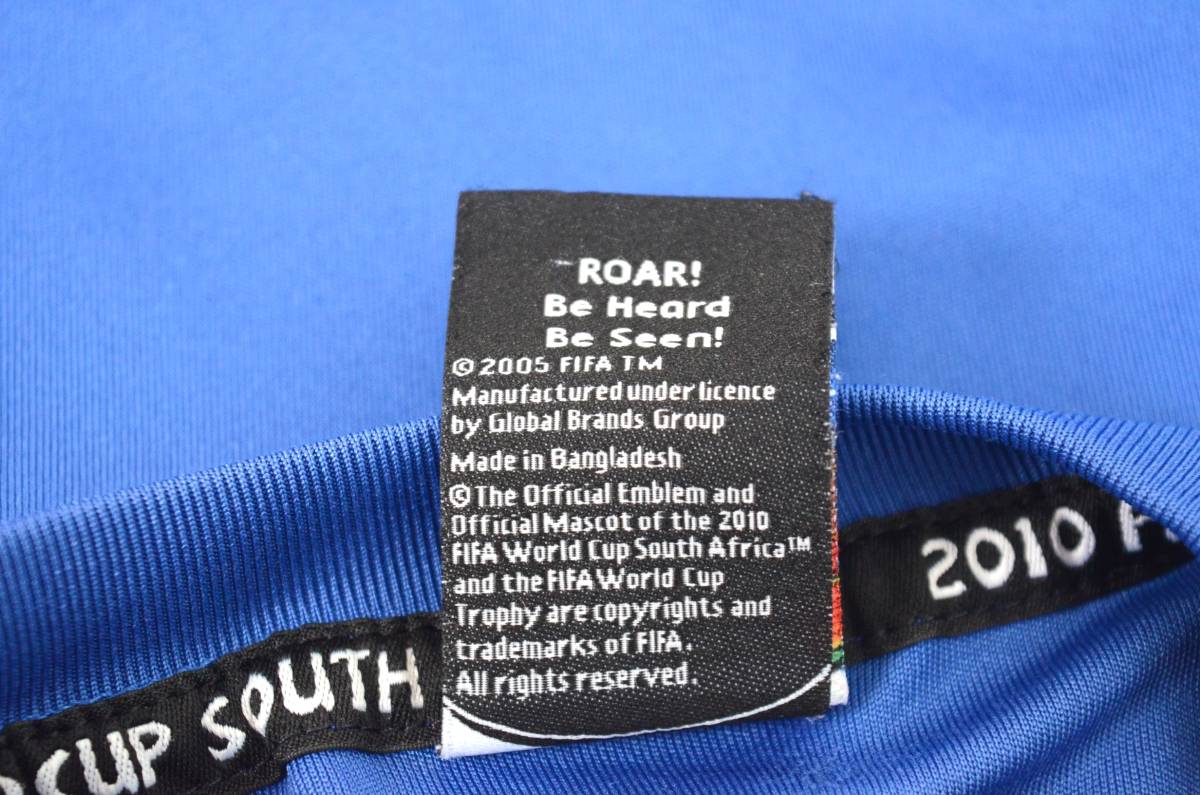 ROAR!
Be Heard
Be Seen!
©2005 FIFA TM
Manufactured under licence
by Global Brands Group
Made in Bangladesh
©The Official Emblem and
Official Mascot of the 2010
FIFA World Cup South Africa™
and the FIFA World Cup
Trophy are copyrights and
trademarks of FIFA.
All rights reserved.
CUP SOUTH
2010